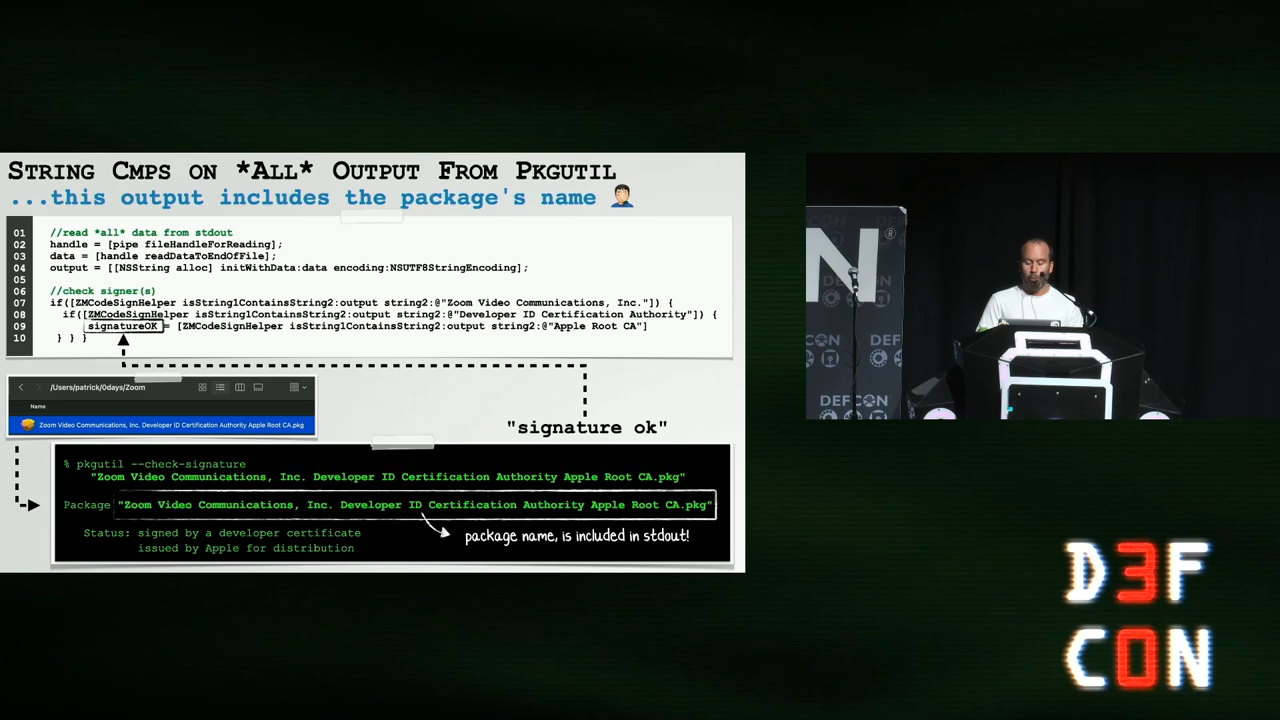 String Cmps on *All* Output From Pkgutil
...this output includes the package's name
01 //read *all* data from stdout
02 handle = [pipe fileHandleForReading];
03 data = [handle readDataToEndOfFile];
04 output = [[NSString alloc] initWithData:data encoding:NSUTF8StringEncoding];
05
06 //check signer(s)
07 if([ZMCodeSignHelper isString1ContainsString2:output string2:@"Zoom Video Communications, Inc."]) {
08 if([ZMCodeSignHelper isString1ContainsString2:output string2:@"Developer ID Certification Authority"]) {
09 signatureOK = [ZMCodeSignHelper isString1ContainsString2:output string2:@"Apple Root CA"]
10 } } }
/Users/patrick/0days/Zoom
Name
Zoom Video Communications, Inc. Developer ID Certification Authority Apple Root CA.pkg
"signature ok"
% pkgutil --check-signature
"Zoom Video Communications, Inc. Developer ID Certification Authority Apple Root CA.pkg"
Package "Zoom Video Communications, Inc. Developer ID Certification Authority Apple Root CA.pkg"
package name, is included in stdout!
Status: signed by a developer certificate
issued by Apple for distribution
N ®
DEFCON
D3F
C0N